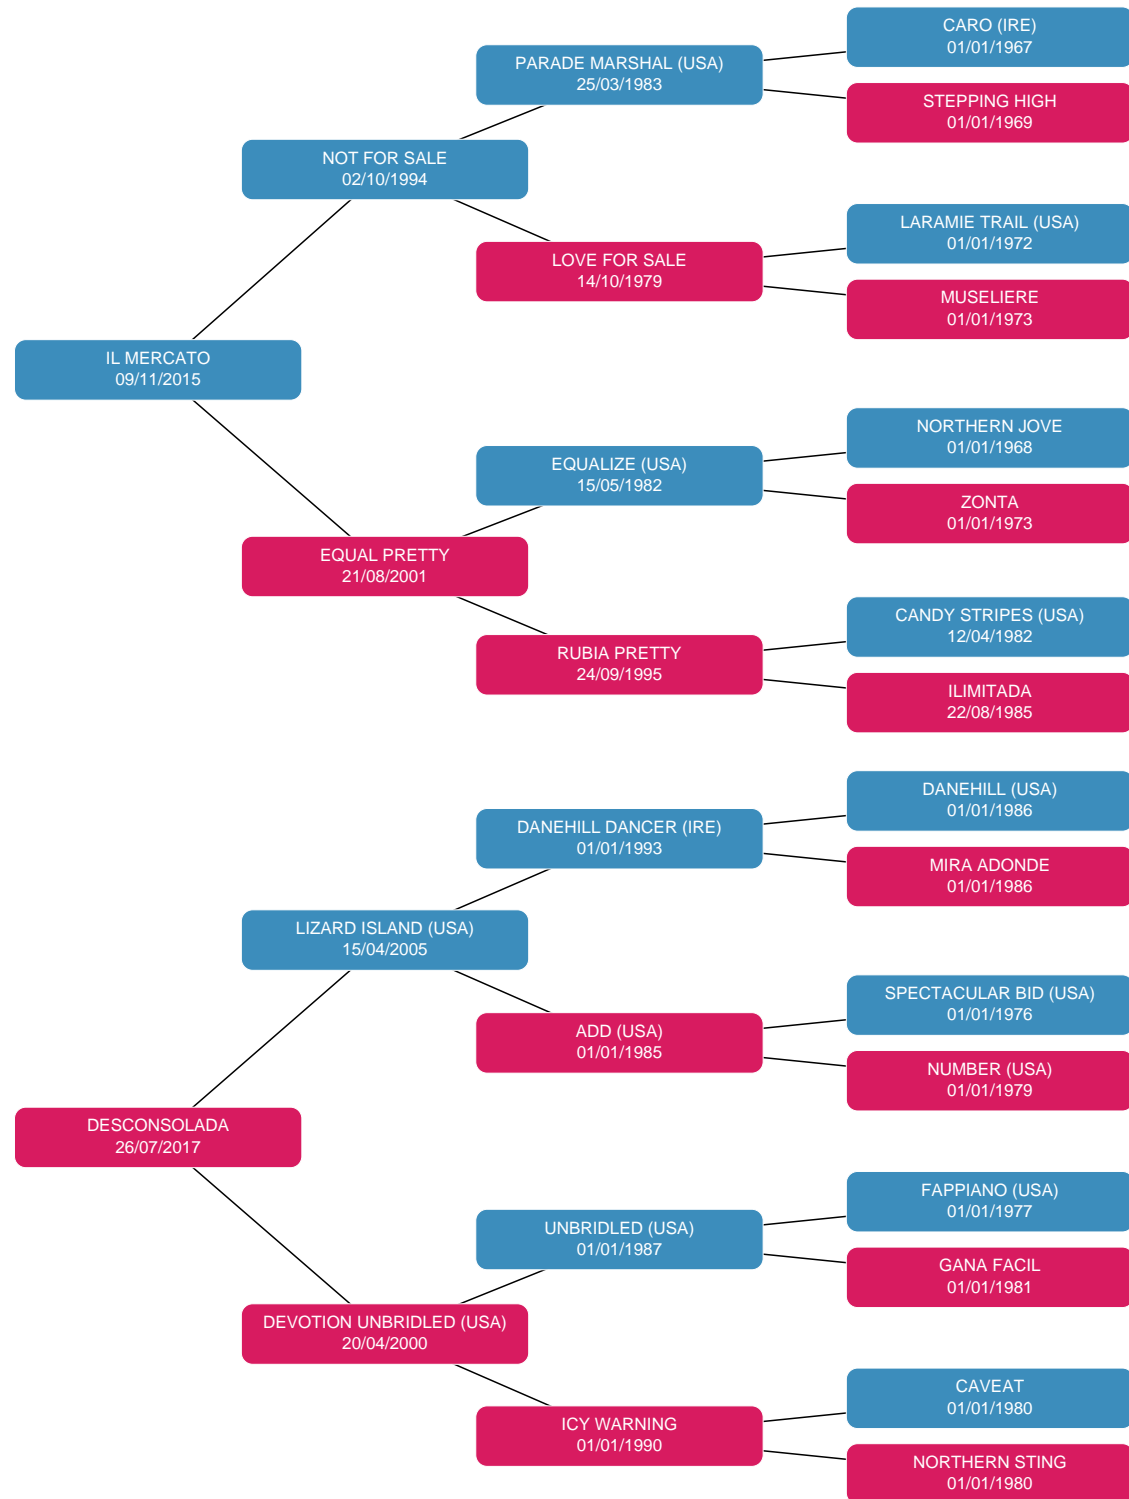 CARO (IRE)
01/01/1967
PARADE MARSHAL (USA)
25/03/1983
STEPPING HIGH
01/01/1969
NOT FOR SALE
02/10/1994
LARAMIE TRAIL (USA)
01/01/1972
LOVE FOR SALE
14/10/1979
MUSELIERE
01/01/1973
IL MERCATO
09/11/2015
NORTHERN JOVE
01/01/1968
EQUALIZE (USA)
15/05/1982
ZONTA
01/01/1973
EQUAL PRETTY
21/08/2001
CANDY STRIPES (USA)
12/04/1982
RUBIA PRETTY
24/09/1995
ILIMITADA
22/08/1985
DANEHILL (USA)
01/01/1986
DANEHILL DANCER (IRE)
01/01/1993
MIRA ADONDE
01/01/1986
LIZARD ISLAND (USA)
15/04/2005
SPECTACULAR BID (USA)
01/01/1976
ADD (USA)
01/01/1985
NUMBER (USA)
01/01/1979
DESCONSOLADA
26/07/2017
FAPPIANO (USA)
01/01/1977
UNBRIDLED (USA)
01/01/1987
GANA FACIL
01/01/1981
DEVOTION UNBRIDLED (USA)
20/04/2000
CAVEAT
01/01/1980
ICY WARNING
01/01/1990
NORTHERN STING
01/01/1980